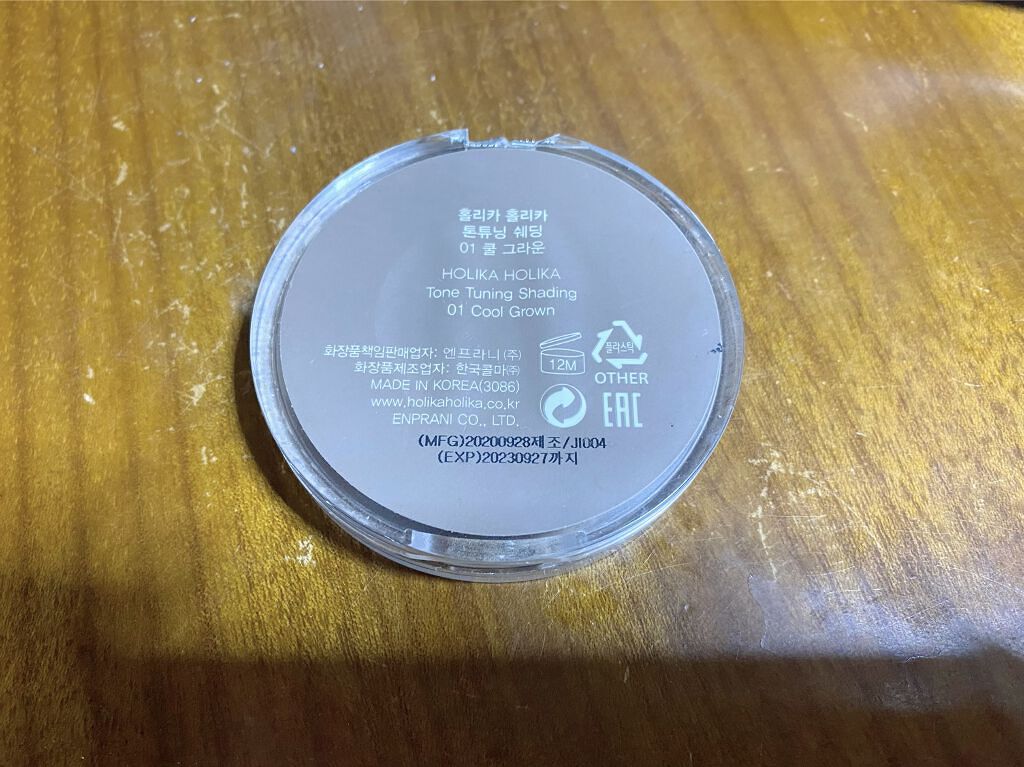 홀리카 홀리카
톤튜닝 쉐딩
01 쿨 그라운
HOLIKA HOLIKA
Tone Tuning Shading
01 Cool Grown
화장품책임판매업자: 엔프라니 (주)
화장품제조업자: 한국콜마㈜
MADE IN KOREA(3086)
www.holikaholika.co.kr
ENPRANI CO., LTD.
12M
플라스틱
OTHER
EAC
(MFG)20200928제조/JI004
(EXP)20230927까지